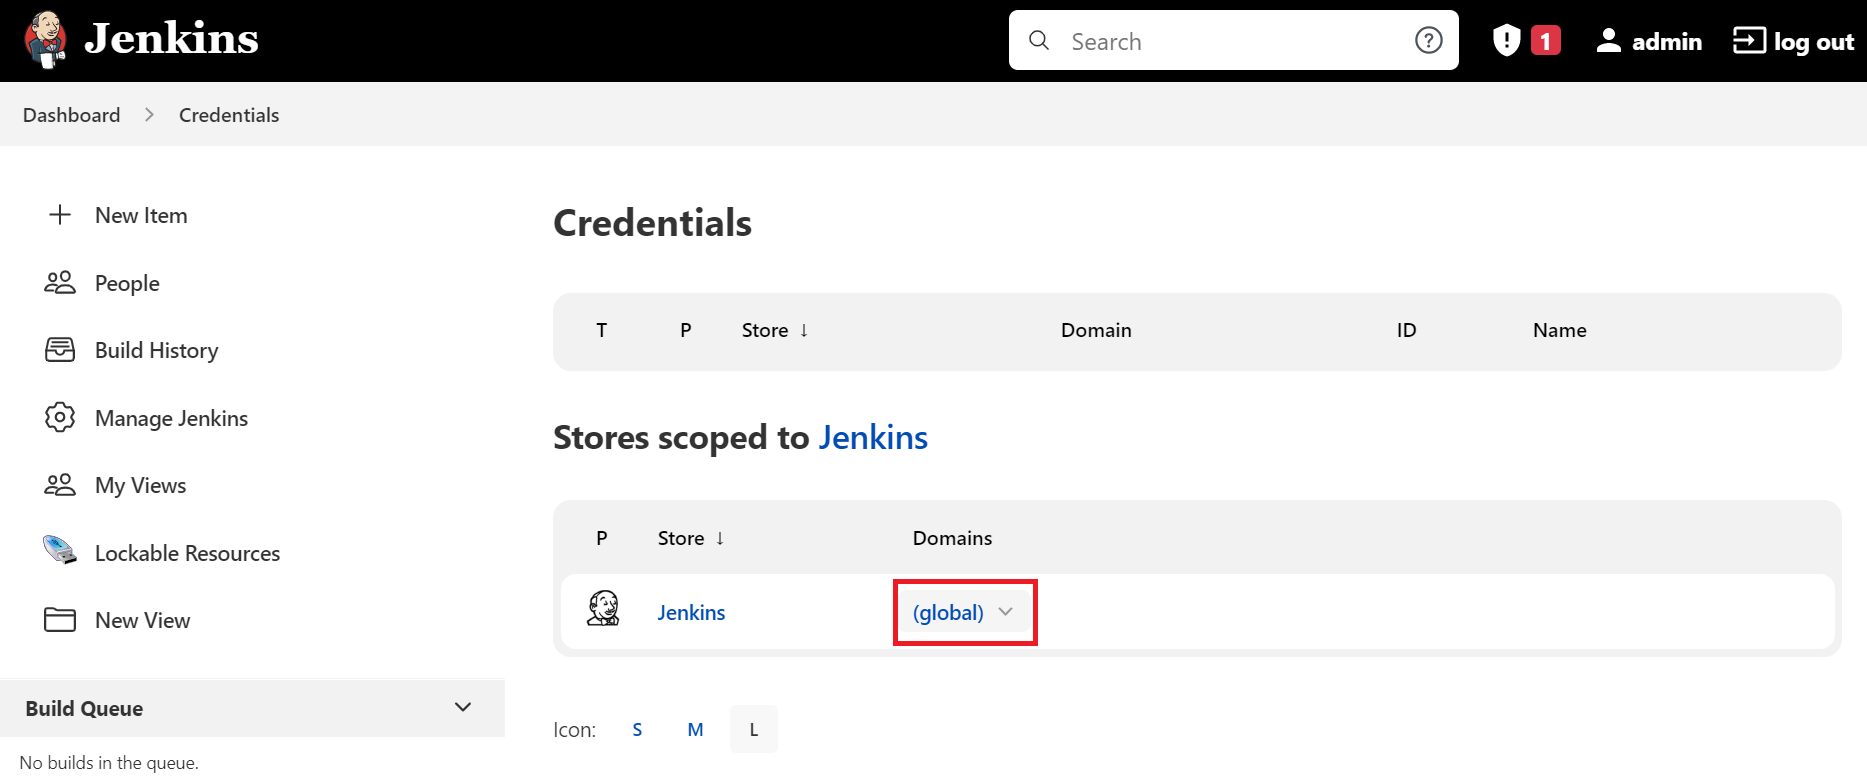 Jenkins
Search
1
admin
log out
Dashboard
Credentials
New Item
People
Build History
Manage Jenkins
My Views
Lockable Resources
New View
Build Queue
No builds in the queue.
Credentials
T P Store ↓ Domain ID Name
Stores scoped to Jenkins
P Store ↓ Domains
Jenkins (global)
Icon: S M L